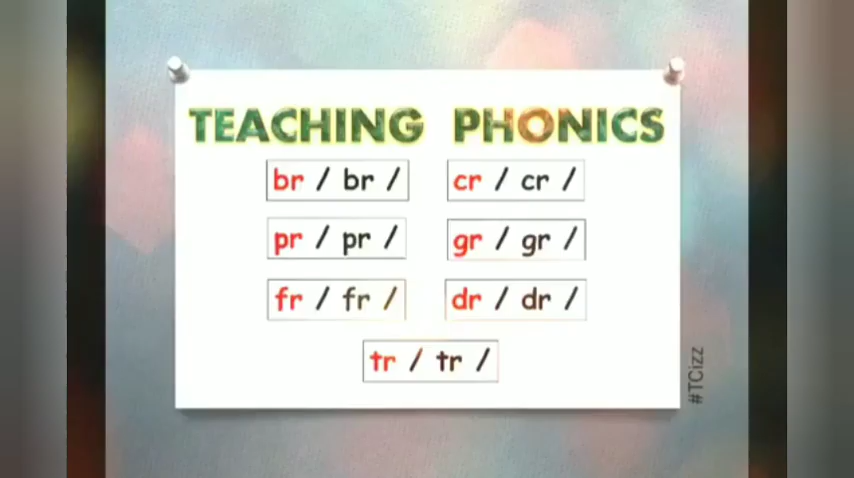 TEACHING PHONICS
br / br / cr / cr /
pr / pr / gr / gr /
fr / fr / dr / dr /
tr / tr /
#TCizz